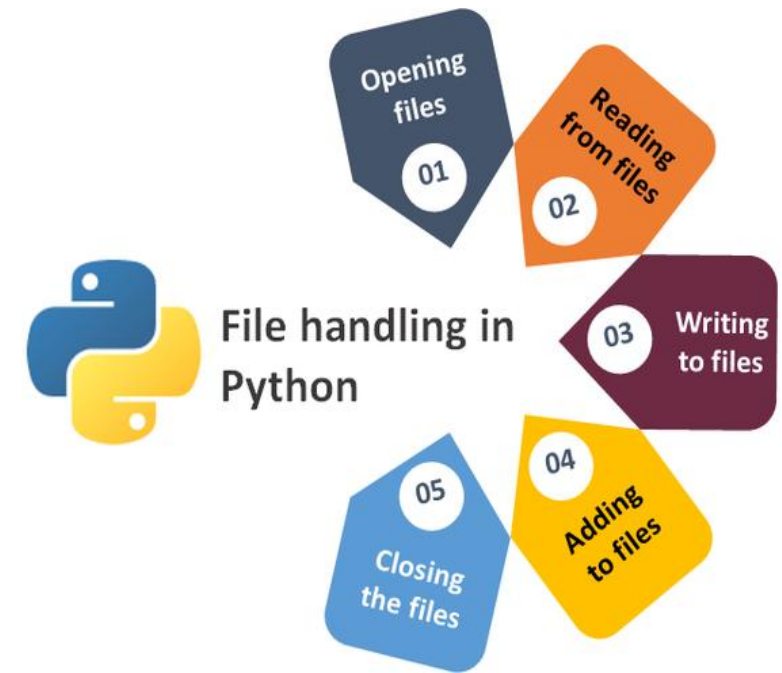 File handling in
Python
Opening
files
01
Reading
from files
02
03
Writing
to files
04
Adding
to files
05
Closing
the files